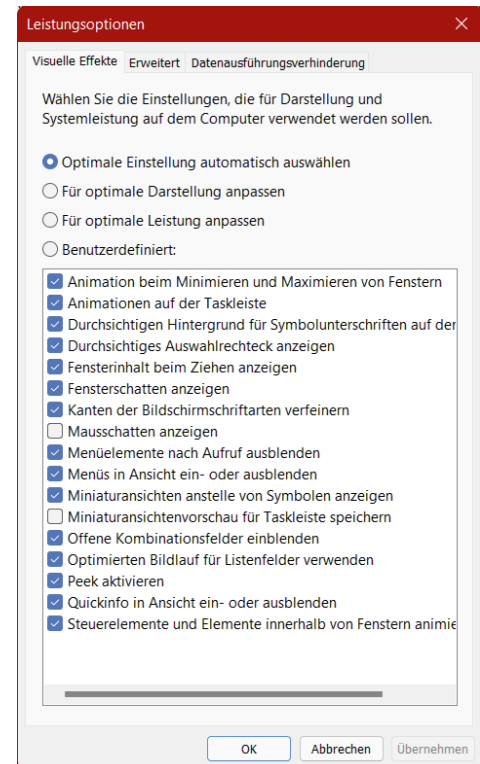 Leistungsoptionen
Visuelle Effekte Erweitert Datenausführungsverhinderung
Wählen Sie die Einstellungen, die für Darstellung und
Systemleistung auf dem Computer verwendet werden sollen.
Optimale Einstellung automatisch auswählen
Für optimale Darstellung anpassen
Für optimale Leistung anpassen
Benutzerdefiniert:
Animation beim Minimieren und Maximieren von Fenstern
Animationen auf der Taskleiste
Durchsichtigen Hintergrund für Symbolunterschriften auf der
Durchsichtiges Auswahlrechteck anzeigen
Fensterinhalt beim Ziehen anzeigen
Fensterschatten anzeigen
Kanten der Bildschirmschriftarten verfeinern
Mausschatten anzeigen
Menüelemente nach Aufruf ausblenden
Menüs in Ansicht ein- oder ausblenden
Miniaturansichten anstelle von Symbolen anzeigen
Miniaturansichtenvorschau für Taskleiste speichern
Offene Kombinationsfelder einblenden
Optimierten Bildlauf für Listenfelder verwenden
Peek aktivieren
Quickinfo in Ansicht ein- oder ausblenden
Steuerelemente und Elemente innerhalb von Fenstern animie
OK Abbrechen Übernehmen